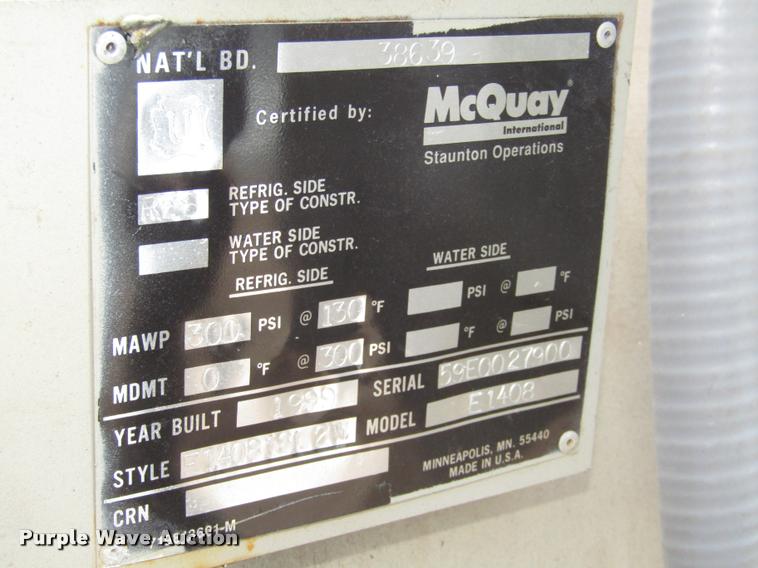 NAT'L BD. 38639
Certified by:
McQuay
International
Staunton Operations
REFRIG. SIDE
TYPE OF CONSTR.
WATER SIDE
TYPE OF CONSTR.
REFRIG. SIDE
WATER SIDE
MAWP 300 PSI @ 130 °F PSI @ °F
MDMT 0 °F @ 300 PSI °F @ PSI
YEAR BUILT 1999 SERIAL 59E0027900
STYLE MODEL E1408
CRN
MINNEAPOLIS, MN. 55440
MADE IN U.S.A.
Purple Wave Auction